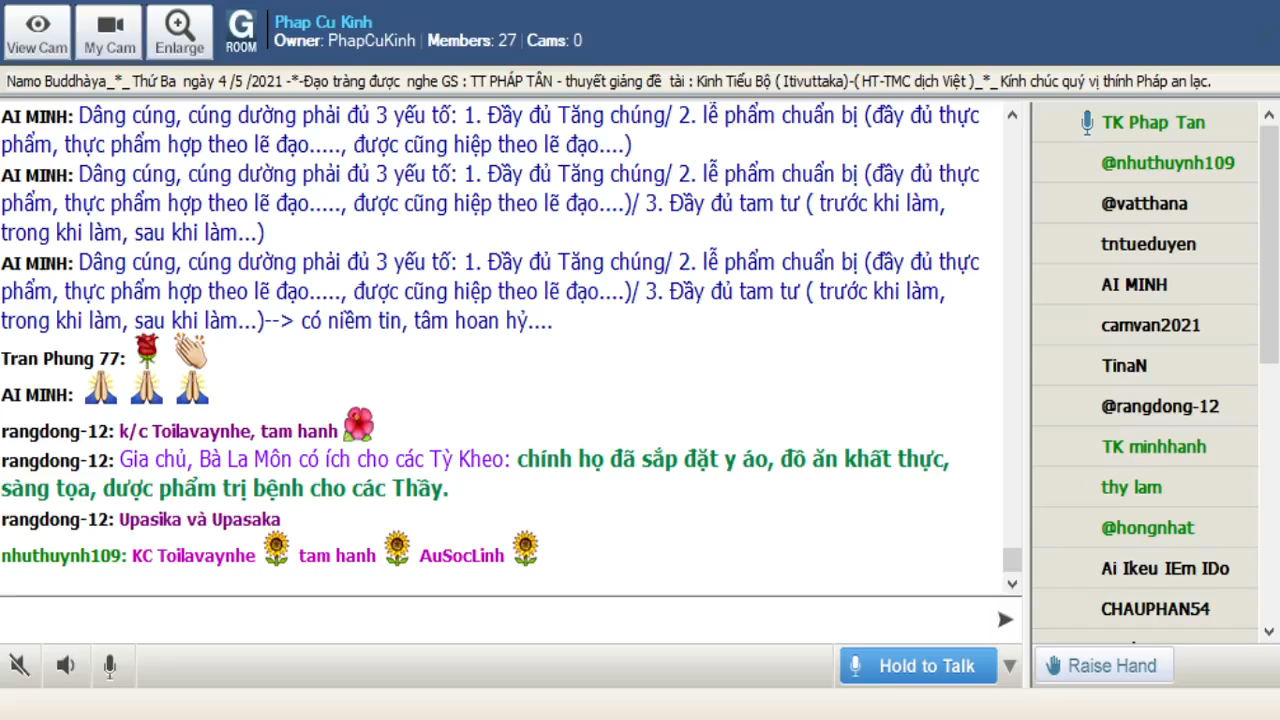 View Cam
My Cam
Enlarge
G
ROOM
Phap Cu Kinh
Owner: PhapCuKinh | Members: 27 | Cams: 0
Namo Buddhàya_*_Thứ Ba ngày 4 /5 /2021 -*-Đạo tràng được nghe GS : TT PHÁP TÂN - thuyết giảng đề tài : Kinh Tiểu Bộ ( Itivuttaka)-( HT-TMC dịch Việt )_*_ Kính chúc quý vị thính Pháp an lạc.
AI MINH: Dâng cúng, cúng dường phải đủ 3 yếu tố: 1. Đầy đủ Tăng chúng/ 2. lễ phẩm chuẩn bị (đầy đủ thực
phẩm, thực phẩm hợp theo lẽ đạo....., được cũng hiệp theo lẽ đạo....)
AI MINH: Dâng cúng, cúng dường phải đủ 3 yếu tố: 1. Đầy đủ Tăng chúng/ 2. lễ phẩm chuẩn bị (đầy đủ thực
phẩm, thực phẩm hợp theo lẽ đạo....., được cũng hiệp theo lẽ đạo....)/ 3. Đầy đủ tam tư ( trước khi làm,
trong khi làm, sau khi làm...)
AI MINH: Dâng cúng, cúng dường phải đủ 3 yếu tố: 1. Đầy đủ Tăng chúng/ 2. lễ phẩm chuẩn bị (đầy đủ thực
phẩm, thực phẩm hợp theo lẽ đạo....., được cũng hiệp theo lẽ đạo....)/ 3. Đầy đủ tam tư ( trước khi làm,
trong khi làm, sau khi làm...)--> có niềm tin, tâm hoan hỷ....
Tran Phung 77:
AI MINH:
rangdong-12: k/c Toilavaynhe, tam hanh
rangdong-12: Gia chủ, Bà La Môn có ích cho các Tỳ Kheo: chính họ đã sắp đặt y áo, đồ ăn khất thực,
sàng tọa, dược phẩm trị bệnh cho các Thầy.
rangdong-12: Upasika và Upasaka
nhuthuynh109: KC Toilavaynhe tam hanh AuSocLinh
TK Phap Tan
@nhuthuynh109
@vatthana
tntueduyen
AI MINH
camvan2021
TinaN
@rangdong-12
TK minhhanh
thy lam
@hongnhat
Ai Ikeu IEm IDo
CHAUPHAN54
Hold to Talk
Raise Hand